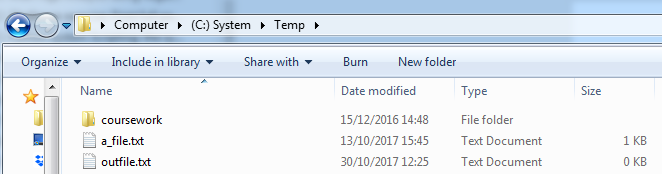 Computer (C:) System Temp
Organize Include in library Share with Burn New folder
Name Date modified Type Size
coursework 15/12/2016 14:48 File folder
a_file.txt 13/10/2017 15:45 Text Document 1 KB
outfile.txt 30/10/2017 12:25 Text Document 0 KB